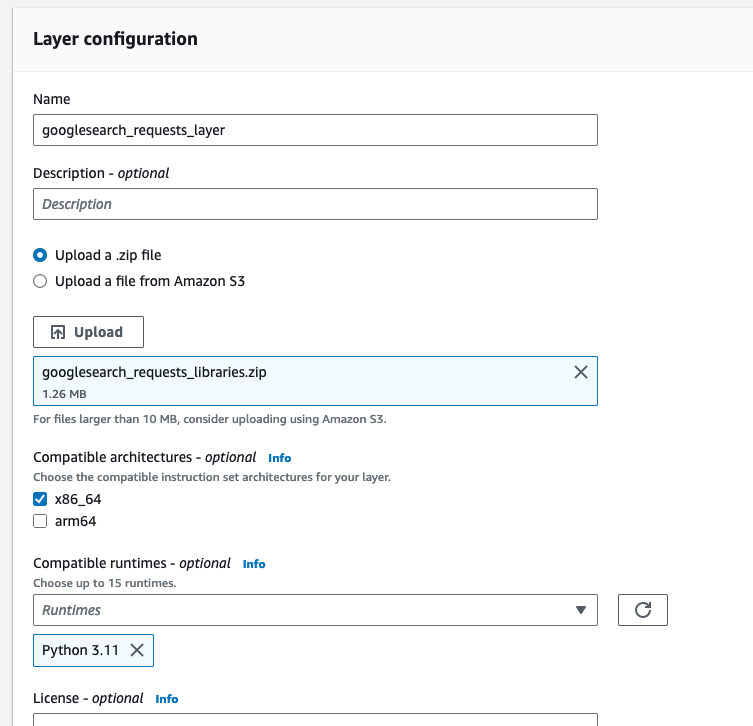 Layer configuration
Name
googlesearch_requests_layer
Description - optional
Description
Upload a .zip file
Upload a file from Amazon S3
Upload
googlesearch_requests_libraries.zip
1.26 MB
For files larger than 10 MB, consider uploading using Amazon S3.
Compatible architectures - optional Info
Choose the compatible instruction set architectures for your layer.
x86_64
arm64
Compatible runtimes - optional Info
Choose up to 15 runtimes.
Runtimes
Python 3.11
License - optional Info